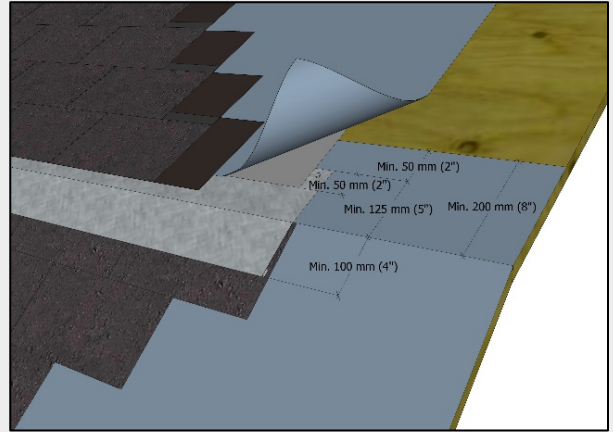 Min. 50 mm (2")
Min. 50 mm (2")
Min. 125 mm (5")
Min. 200 mm (8")
Min. 100 mm (4")